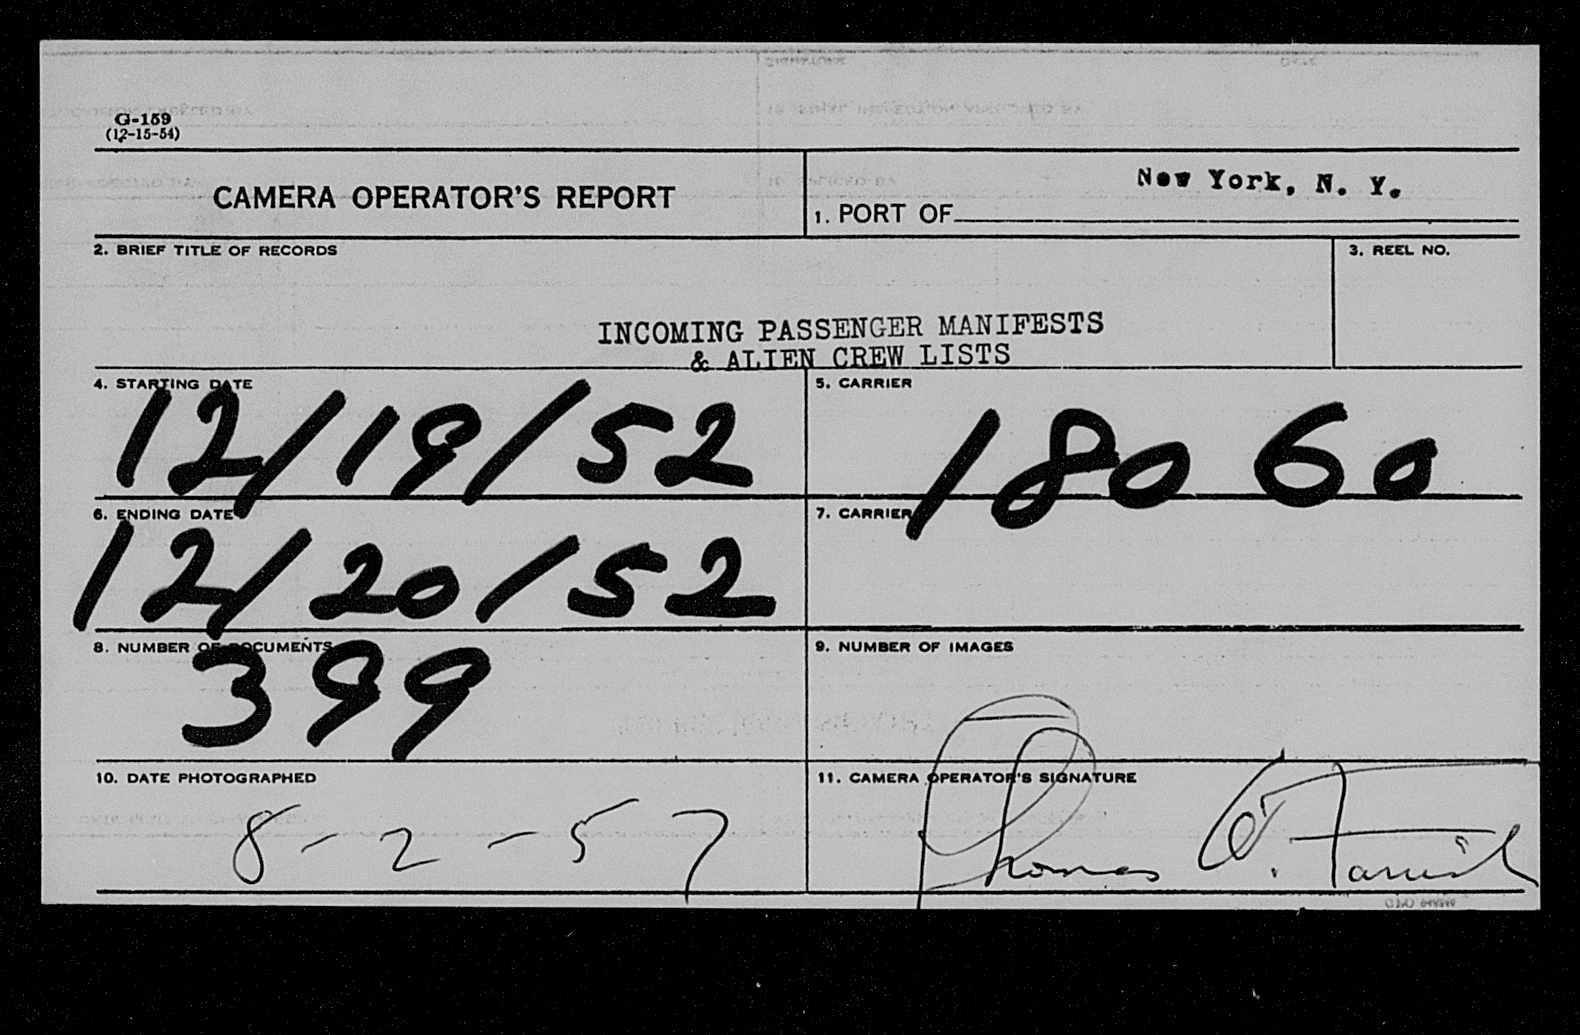 G-159
(12-15-54)
CAMERA OPERATOR'S REPORT
New York, N. Y.
1. PORT OF
2. BRIEF TITLE OF RECORDS
3. REEL NO.
INCOMING PASSENGER MANIFESTS
& ALIEN CREW LISTS
4. STARTING DATE
12/19/52
5. CARRIER
18060
6. ENDING DATE
12/20/52
7. CARRIER
8. NUMBER OF DOCUMENTS
399
9. NUMBER OF IMAGES
10. DATE PHOTOGRAPHED
8-2-57
11. CAMERA OPERATOR'S SIGNATURE
Thomas